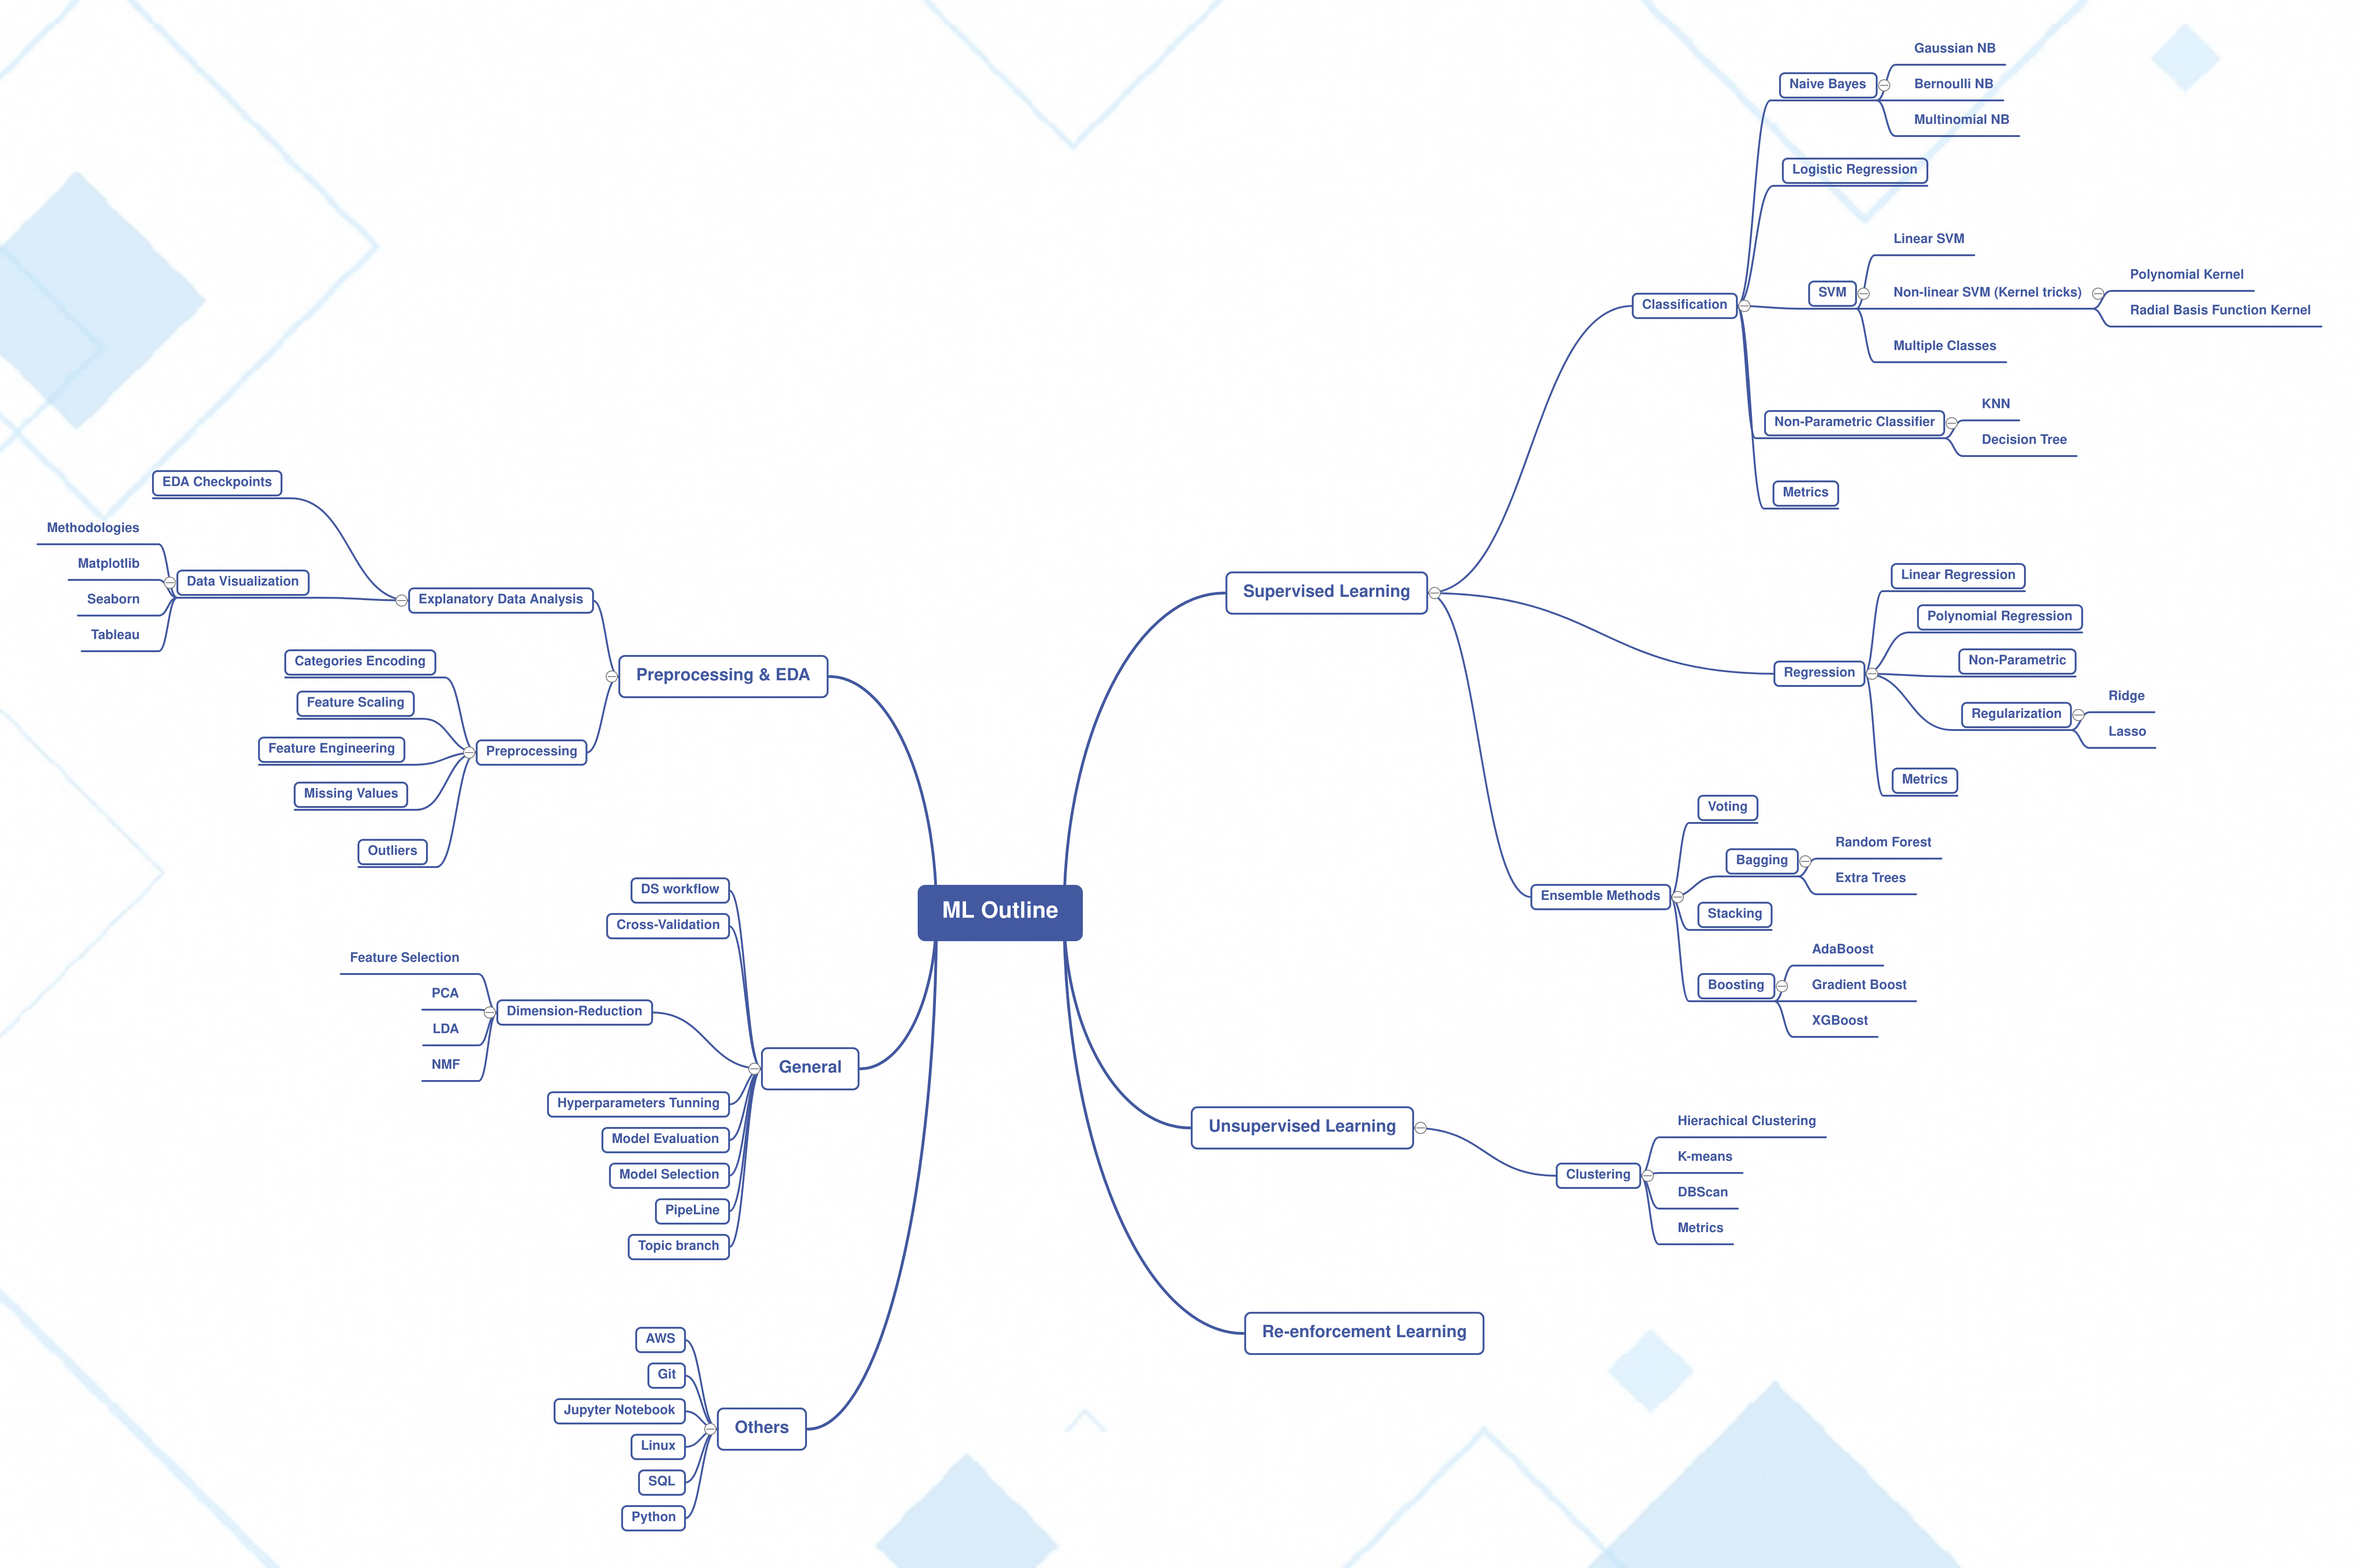 ML Outline
Supervised Learning
Classification
Naive Bayes
Gaussian NB
Bernoulli NB
Multinomial NB
Logistic Regression
SVM
Linear SVM
Non-linear SVM (Kernel tricks)
Polynomial Kernel
Radial Basis Function Kernel
Multiple Classes
Non-Parametric Classifier
KNN
Decision Tree
Metrics
Regression
Linear Regression
Polynomial Regression
Non-Parametric
Regularization
Ridge
Lasso
Metrics
Ensemble Methods
Voting
Bagging
Random Forest
Extra Trees
Stacking
Boosting
AdaBoost
Gradient Boost
XGBoost
Unsupervised Learning
Clustering
Hierachical Clustering
K-means
DBScan
Metrics
Re-enforcement Learning
Preprocessing & EDA
Explanatory Data Analysis
EDA Checkpoints
Data Visualization
Methodologies
Matplotlib
Seaborn
Tableau
Preprocessing
Categories Encoding
Feature Scaling
Feature Engineering
Missing Values
Outliers
General
DS workflow
Cross-Validation
Dimension-Reduction
Feature Selection
PCA
LDA
NMF
Hyperparameters Tunning
Model Evaluation
Model Selection
PipeLine
Topic branch
Others
AWS
Git
Jupyter Notebook
Linux
SQL
Python